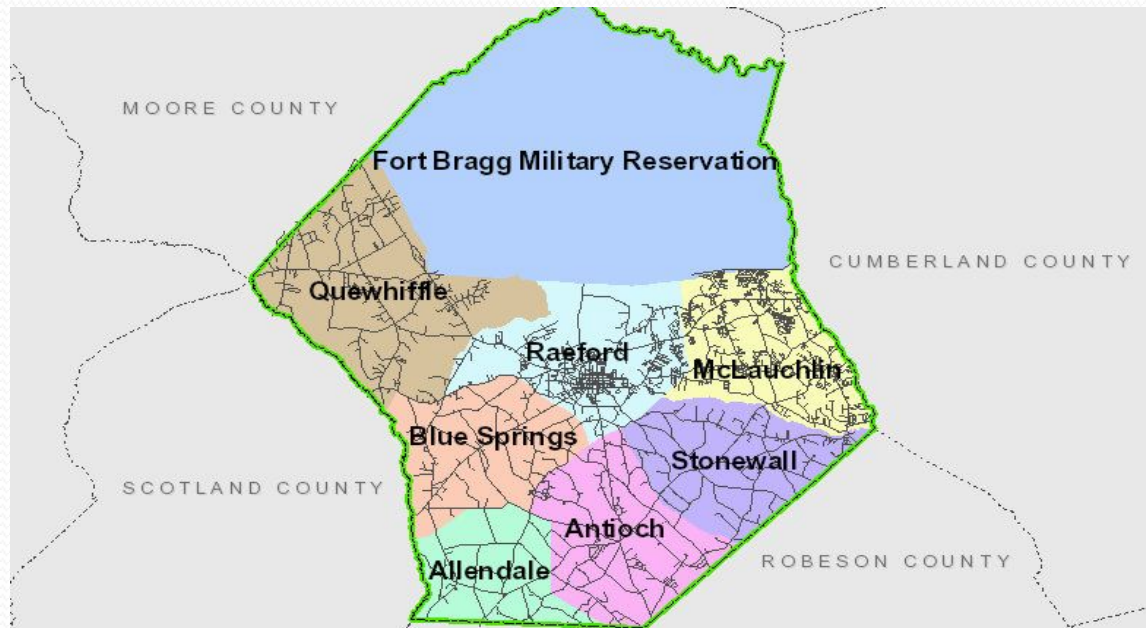 MOORE COUNTY
Fort Bragg Military Reservation
CUMBERLAND COUNTY
Quewhiffle
Raeford
McLauchlin
Blue Springs
Stonewall
SCOTLAND COUNTY
Antioch
ROBESON COUNTY
Allendale